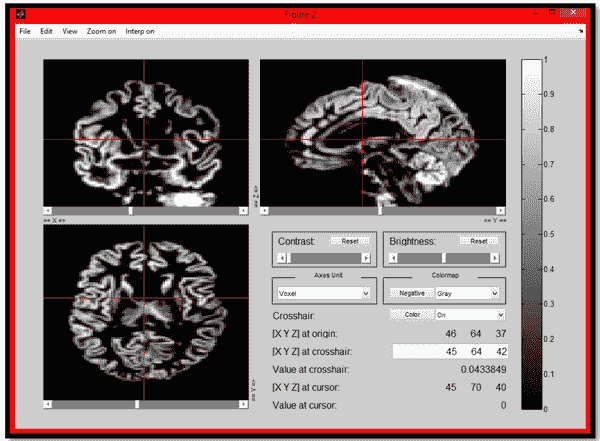 Figure 2
File Edit View Zoom on Interp on
1
0.9
0.8
0.7
0.6
0.5
0.4
0.3
0.2
0.1
0
<= Z =>
<= X =>
<= Y =>
<= Y =>
Contrast: Reset
Brightness: Reset
Axes Unit
Voxel
Colormap
Negative Gray
Crosshair: Color On
[X Y Z] at origin: 46 64 37
[X Y Z] at crosshair: 45 64 42
Value at crosshair: 0.0433849
[X Y Z] at cursor: 45 70 40
Value at cursor: 0